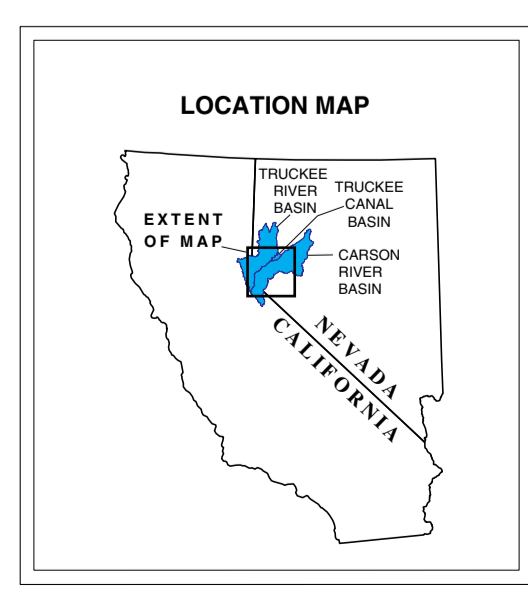 LOCATION MAP
TRUCKEE
RIVER
BASIN
TRUCKEE
CANAL
BASIN
EXTENT
OF MAP
CARSON
RIVER
BASIN
NEVADA
CALIFORNIA